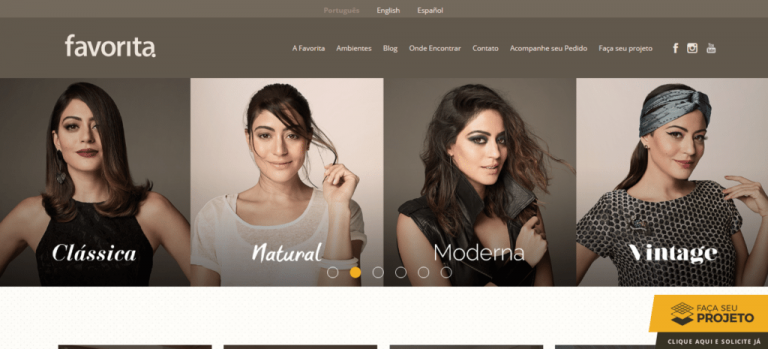 Português English Español
favorita
A Favorita Ambientes Blog Onde Encontrar Contato Acompanhe seu Pedido Faça seu projeto
Clássica Natural Moderna Vintage
FAÇA SEU
PROJETO
CLIQUE AQUI E SOLICITE JÁ